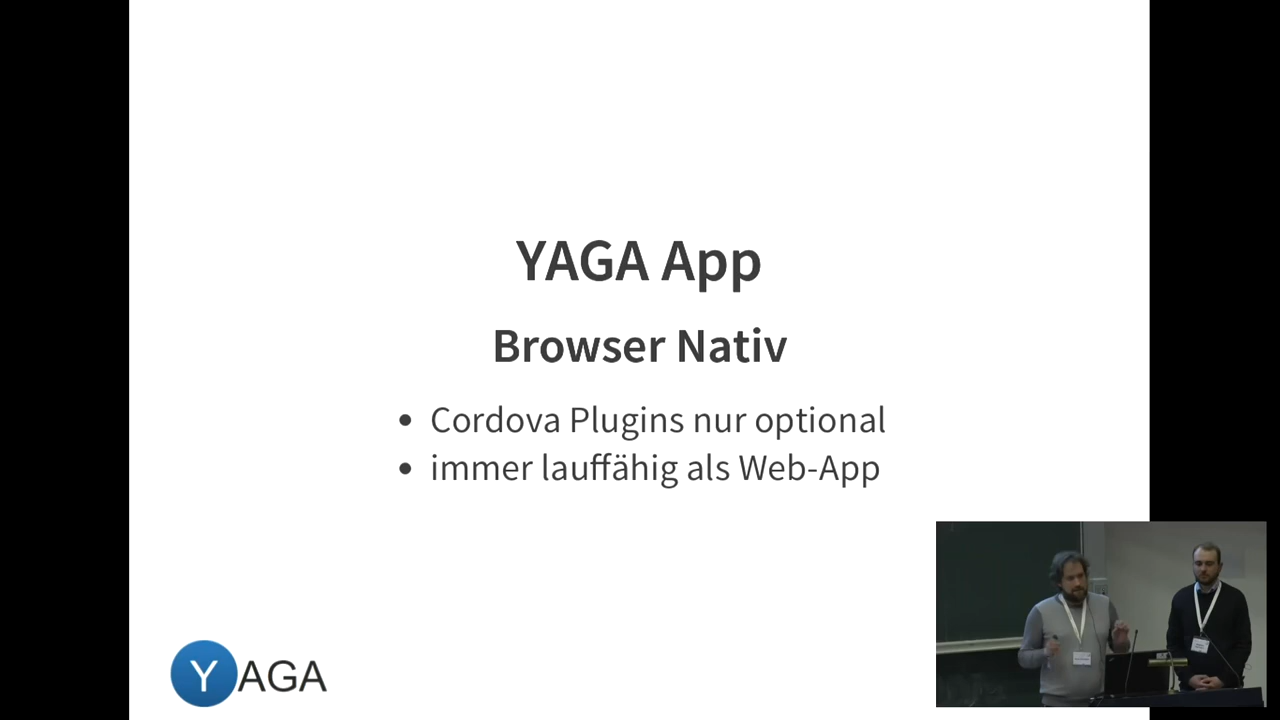 YAGA App
Browser Nativ
• Cordova Plugins nur optional
• immer lauffähig als Web-App
YAGA